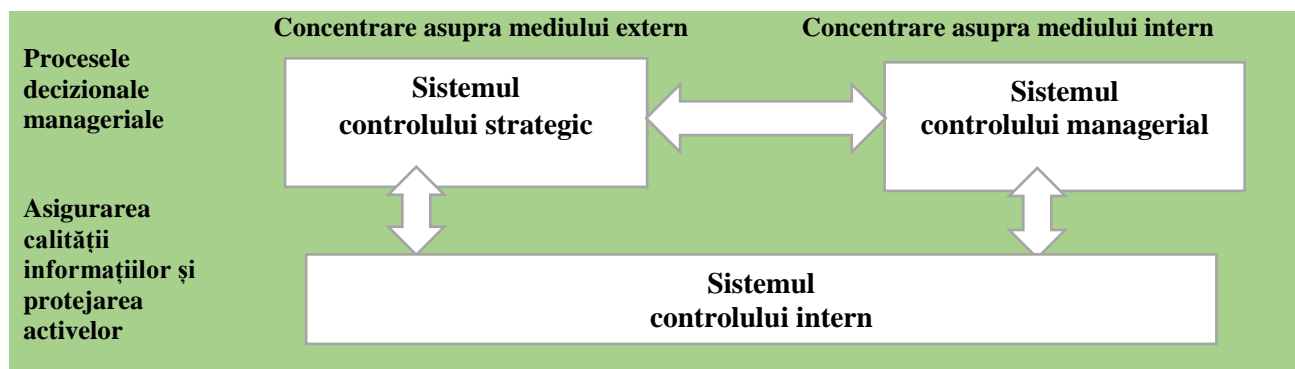 Concentrare asupra mediului extern
Concentrare asupra mediului intern
Procesele
decizionale
manageriale
Sistemul
controlului strategic
Sistemul
controlului managerial
Asigurarea
calității
informațiilor și
protejarea
activelor
Sistemul
controlului intern